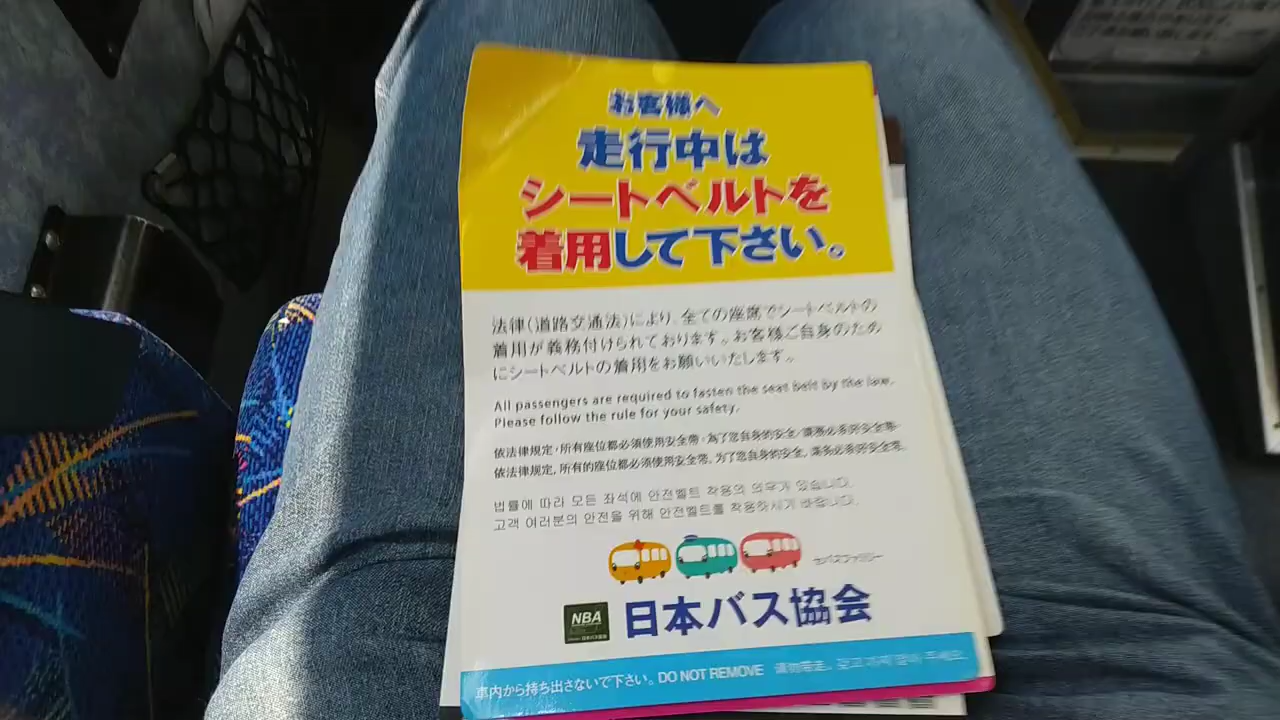 お客様へ
走行中は
シートベルトを
着用して下さい。
法律(道路交通法)により、全ての座席でシートベルトの
着用が義務付けられております。お客様ご自身のため
にシートベルトの着用をお願いいたします。
All passengers are required to fasten the seat belt by the law.
Please follow the rule for your safety.
依法律規定，所有座位都必須使用安全帶，為了您自身的安全，
依法律规定，所有的座位都必须使用安全带，为了您自身的安全，
법률에 따라 모든 좌석에 안전벨트 착용의 의무가 있습니다.
고객 여러분의 안전을 위해 안전벨트를 착용하시기 바랍니다.
NBA
日本バス協会
車内から持ち出さないで下さい。DO NOT REMOVE 请勿带走。